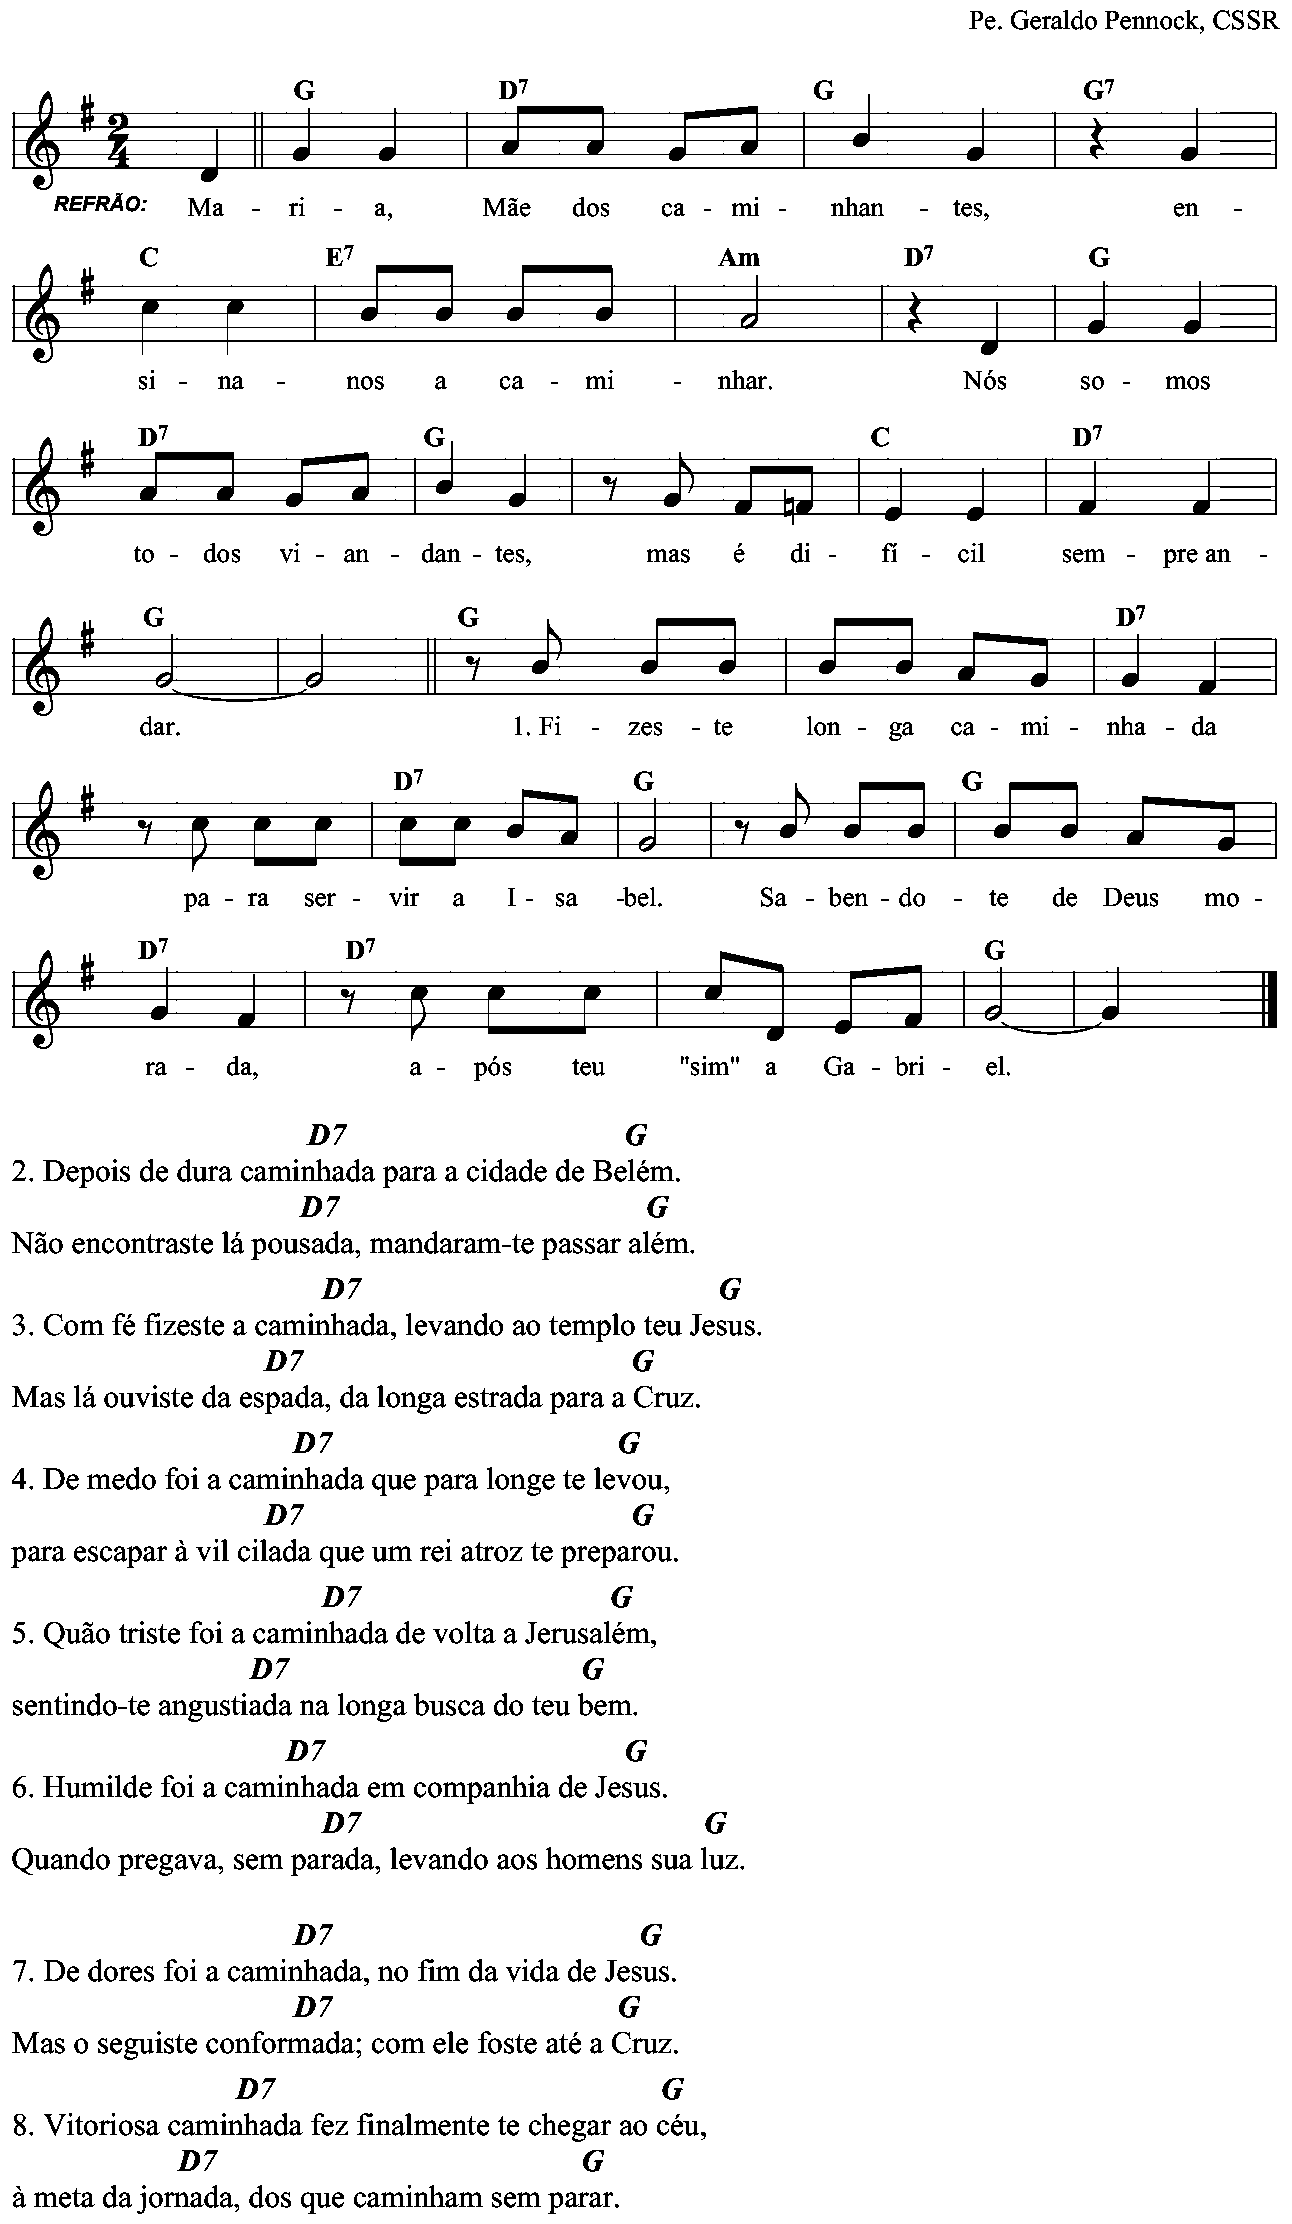 Pe. Geraldo Pennock, CSSR
G D7 G G7
REFRÃO: Ma - ri - a, Mãe dos ca - mi - nhan - tes, en -
C E7 Am D7 G
si - na - nos a ca - mi - nhar. Nós so - mos
D7 G C D7
to - dos vi - an - dan - tes, mas é di - fí - cil sem - pre an -
G G D7
dar. 1. Fi - zes - te lon - ga ca - mi - nha - da
D7 G G
pa - ra ser - vir a I - sa -bel. Sa - ben - do - te de Deus mo -
D7 D7 G
ra - da, a - pós teu "sim" a Ga - bri - el.
D7 G
2. Depois de dura caminhada para a cidade de Belém.
D7 G
Não encontraste lá pousada, mandaram-te passar além.
D7 G
3. Com fé fizeste a caminhada, levando ao templo teu Jesus.
D7 G
Mas lá ouviste da espada, da longa estrada para a Cruz.
D7 G
4. De medo foi a caminhada que para longe te levou,
D7 G
para escapar à vil cilada que um rei atroz te preparou.
D7 G
5. Quão triste foi a caminhada de volta a Jerusalém,
D7 G
sentindo-te angustiada na longa busca do teu bem.
D7 G
6. Humilde foi a caminhada em companhia de Jesus.
D7 G
Quando pregava, sem parada, levando aos homens sua luz.
D7 G
7. De dores foi a caminhada, no fim da vida de Jesus.
D7 G
Mas o seguiste conformada; com ele foste até a Cruz.
D7 G
8. Vitoriosa caminhada fez finalmente te chegar ao céu,
D7 G
à meta da jornada, dos que caminham sem parar.